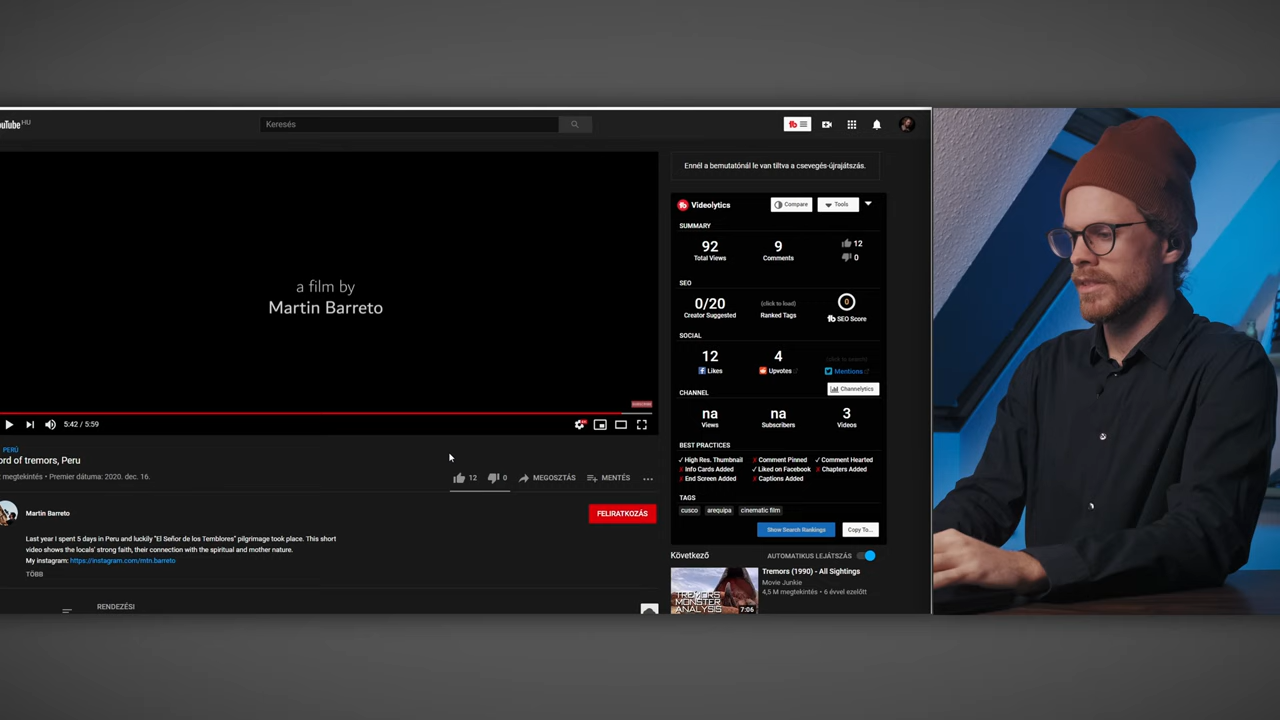 ouTube HU
Keresés
a film by
Martin Barreto
5:42 / 5:59
PERÚ
ord of tremors, Peru
megtekintés • Premier dátuma: 2020. dec. 16.
12
0
MEGOSZTÁS
MENTÉS
Martin Barreto
FELIRATKOZÁS
Last year I spent 5 days in Peru and luckily "El Señor de los Temblores" pilgrimage took place. This short
video shows the locals' strong faith, their connection with the spiritual and mother nature.
My instagram: https://instagram.com/mtn.barreto
TÖBB
RENDEZÉSI
Ennél a bemutatónál le van tiltva a csevegés-újrajátszás.
Videolytics
Compare
Tools
SUMMARY
92
Total Views
9
Comments
12
0
SEO
0/20
Creator Suggested
(click to load)
Ranked Tags
0
SEO Score
SOCIAL
12
Likes
4
Upvotes
(click to search)
Mentions
CHANNEL
Channelytics
na
Views
na
Subscribers
3
Videos
BEST PRACTICES
✓ High Res. Thumbnail ✗ Comment Pinned ✓ Comment Hearted
✗ Info Cards Added ✓ Liked on Facebook ✗ Chapters Added
✗ End Screen Added ✗ Captions Added
TAGS
cusco arequipa cinematic film
Show Search Rankings
Copy To...
Következő
AUTOMATIKUS LEJÁTSZÁS
TREMORS
MONSTER
ANALYSIS
7:06
Tremors (1990) - All Sightings
Movie Junkie
4,5 M megtekintés • 6 évvel ezelőtt